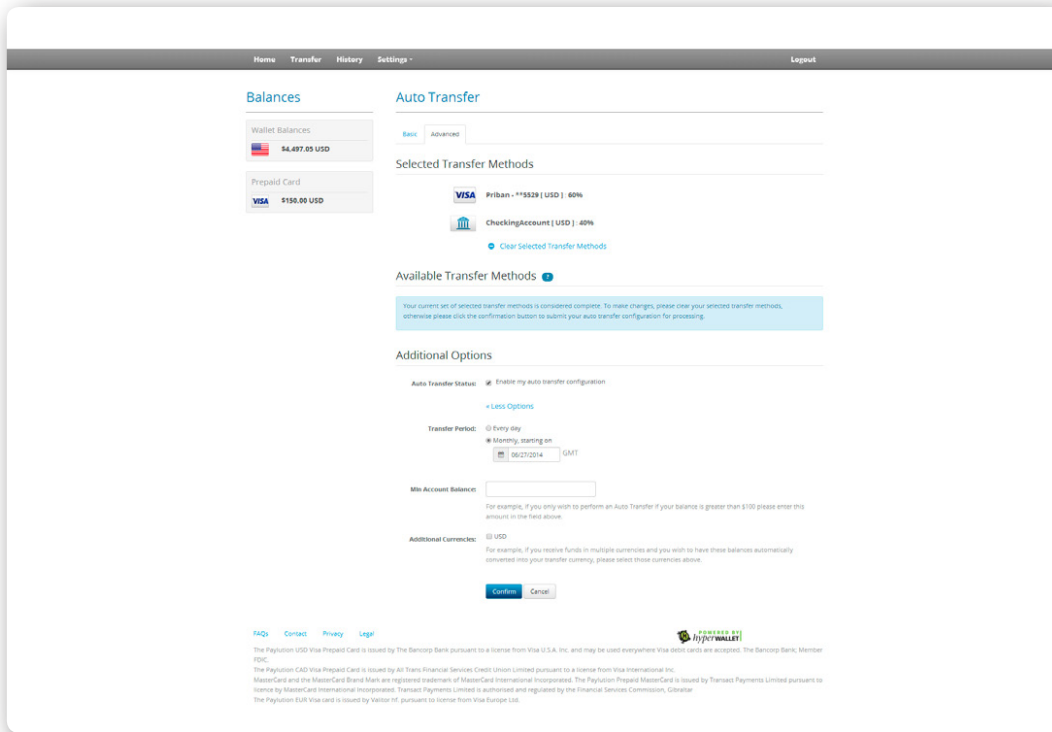 Home Transfer History Settings Logout
Balances
Wallet Balances
$4,497.05 USD
Prepaid Card
VISA $150.00 USD
Auto Transfer
Basic Advanced
Selected Transfer Methods
VISA Priban - **5529 [ USD ] : 60%
CheckingAccount [ USD ] : 40%
Clear Selected Transfer Methods
Available Transfer Methods ?
Your current set of selected transfer methods is considered complete. To make changes, please clear your selected transfer methods,
otherwise please click the confirmation button to submit your auto transfer configuration for processing.
Additional Options
Auto Transfer Status: Enable my auto transfer configuration
« Less Options
Transfer Period: Every day
Monthly, starting on
06/27/2014 GMT
Min Account Balance:
For example, if you only wish to perform an Auto Transfer if your balance is greater than $100 please enter this
amount in the field above.
Additional Currencies: USD
For example, if you receive funds in multiple currencies and you wish to have these balances automatically
converted into your transfer currency, please select those currencies above.
Confirm Cancel
FAQs Contact Privacy Legal
POWERED BY
hyperWALLET
The Paylution USD Visa Prepaid Card is issued by The Bancorp Bank pursuant to a license from Visa U.S.A. Inc. and may be used everywhere Visa debit cards are accepted. The Bancorp Bank; Member
FDIC.
The Paylution CAD Visa Prepaid Card is issued by All Trans Financial Services Credit Union Limited pursuant to a license from Visa International Inc.
MasterCard and the MasterCard Brand Mark are registered trademark of MasterCard International Incorporated. The Paylution Prepaid MasterCard is issued by Transact Payments Limited pursuant to
licence by MasterCard International Incorporated. Transact Payments Limited is authorised and regulated by the Financial Services Commission, Gibraltar
The Paylution EUR Visa card is issued by Valitor hf. pursuant to license from Visa Europe Ltd.